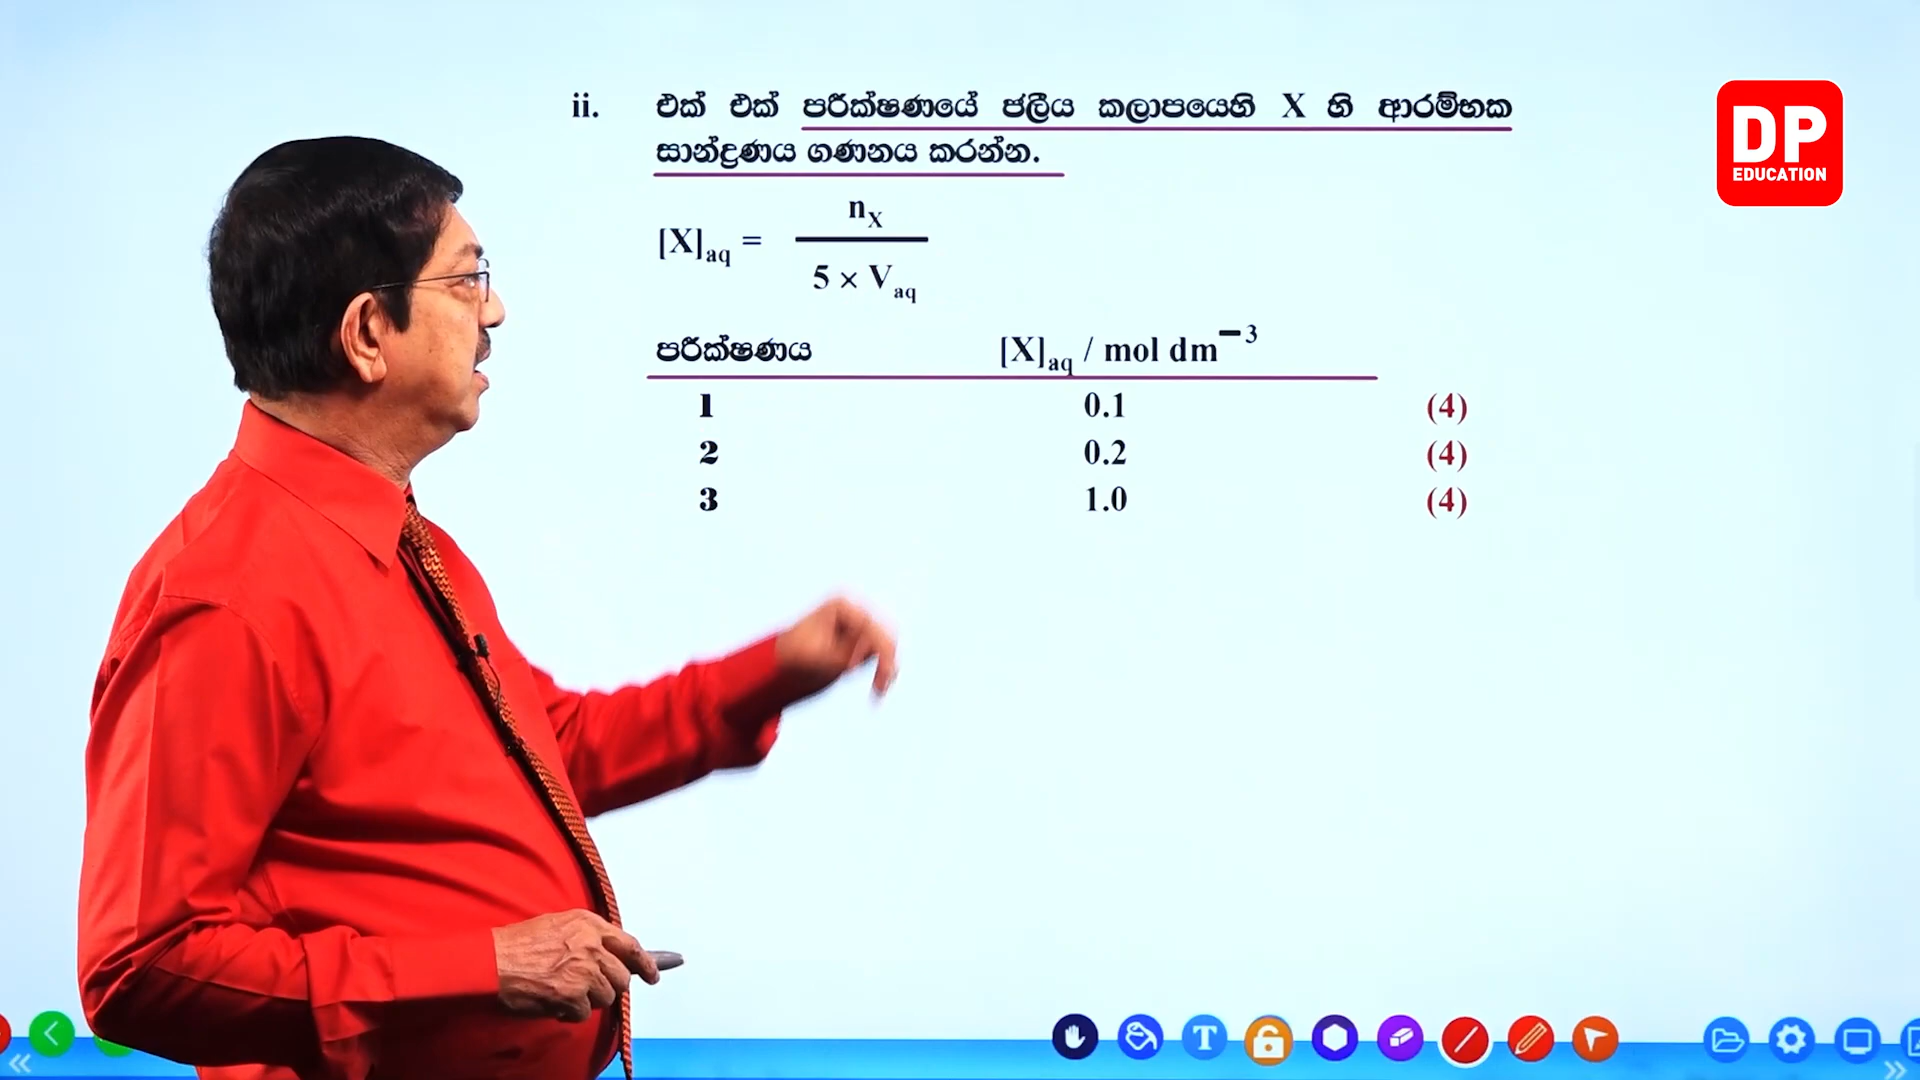 ii. එක් එක් පරීක්ෂණයේ ජලීය කලාපයෙහි X හි ආරම්භක
සාන්ද්‍රණය ගණනය කරන්න.
[X]aq = nX / 5 × Vaq
පරීක්ෂණය [X]aq / mol dm⁻³
1 0.1 (4)
2 0.2 (4)
3 1.0 (4)
DP
EDUCATION
T